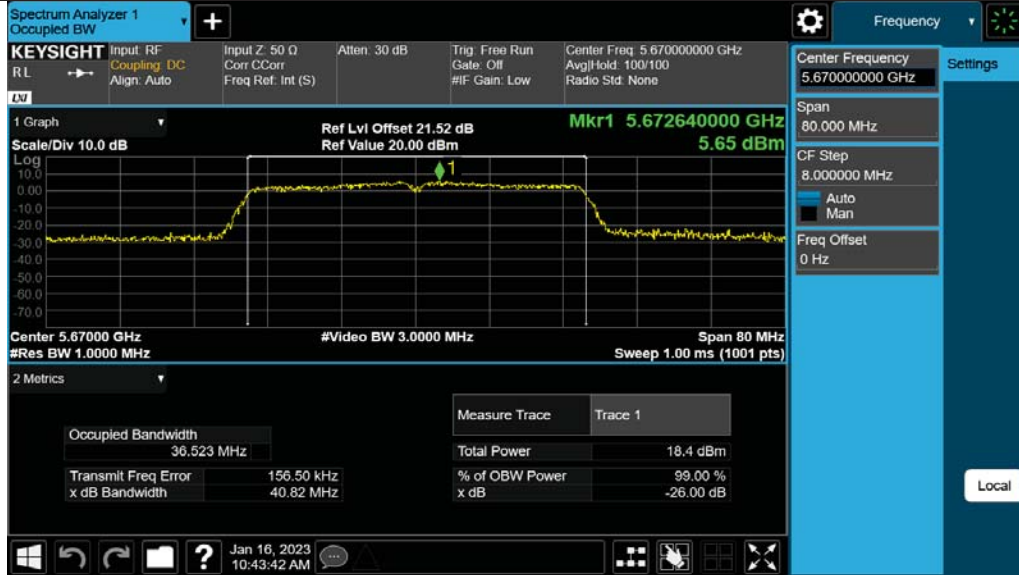 Spectrum Analyzer 1
Occupied BW
+
Frequency
KEYSIGHT
RL
LXI
Input: RF
Coupling: DC
Align: Auto
Input Z: 50 Ω
Corr CCorr
Freq Ref: Int (S)
Atten: 30 dB
Trig: Free Run
Gate: Off
#IF Gain: Low
Center Freq: 5.670000000 GHz
Avg|Hold: 100/100
Radio Std: None
Center Frequency
5.670000000 GHz
Settings
Span
80.000 MHz
CF Step
8.000000 MHz
Auto
Man
Freq Offset
0 Hz
Local
1 Graph
Scale/Div 10.0 dB
Ref Lvl Offset 21.52 dB
Ref Value 20.00 dBm
Mkr1 5.672640000 GHz
5.65 dBm
Log
10.0
0.00
-10.0
-20.0
-30.0
-40.0
-50.0
-60.0
-70.0
1
Center 5.67000 GHz
#Res BW 1.0000 MHz
#Video BW 3.0000 MHz
Span 80 MHz
Sweep 1.00 ms (1001 pts)
2 Metrics
Measure Trace Trace 1
Occupied Bandwidth
36.523 MHz
Total Power 18.4 dBm
Transmit Freq Error 156.50 kHz
% of OBW Power 99.00 %
x dB Bandwidth 40.82 MHz
x dB -26.00 dB
?
Jan 16, 2023
10:43:42 AM